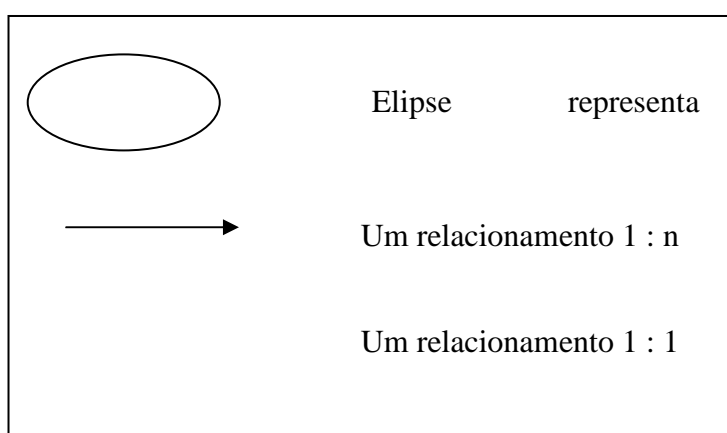 Elipse representa
Um relacionamento 1 : n
Um relacionamento 1 : 1